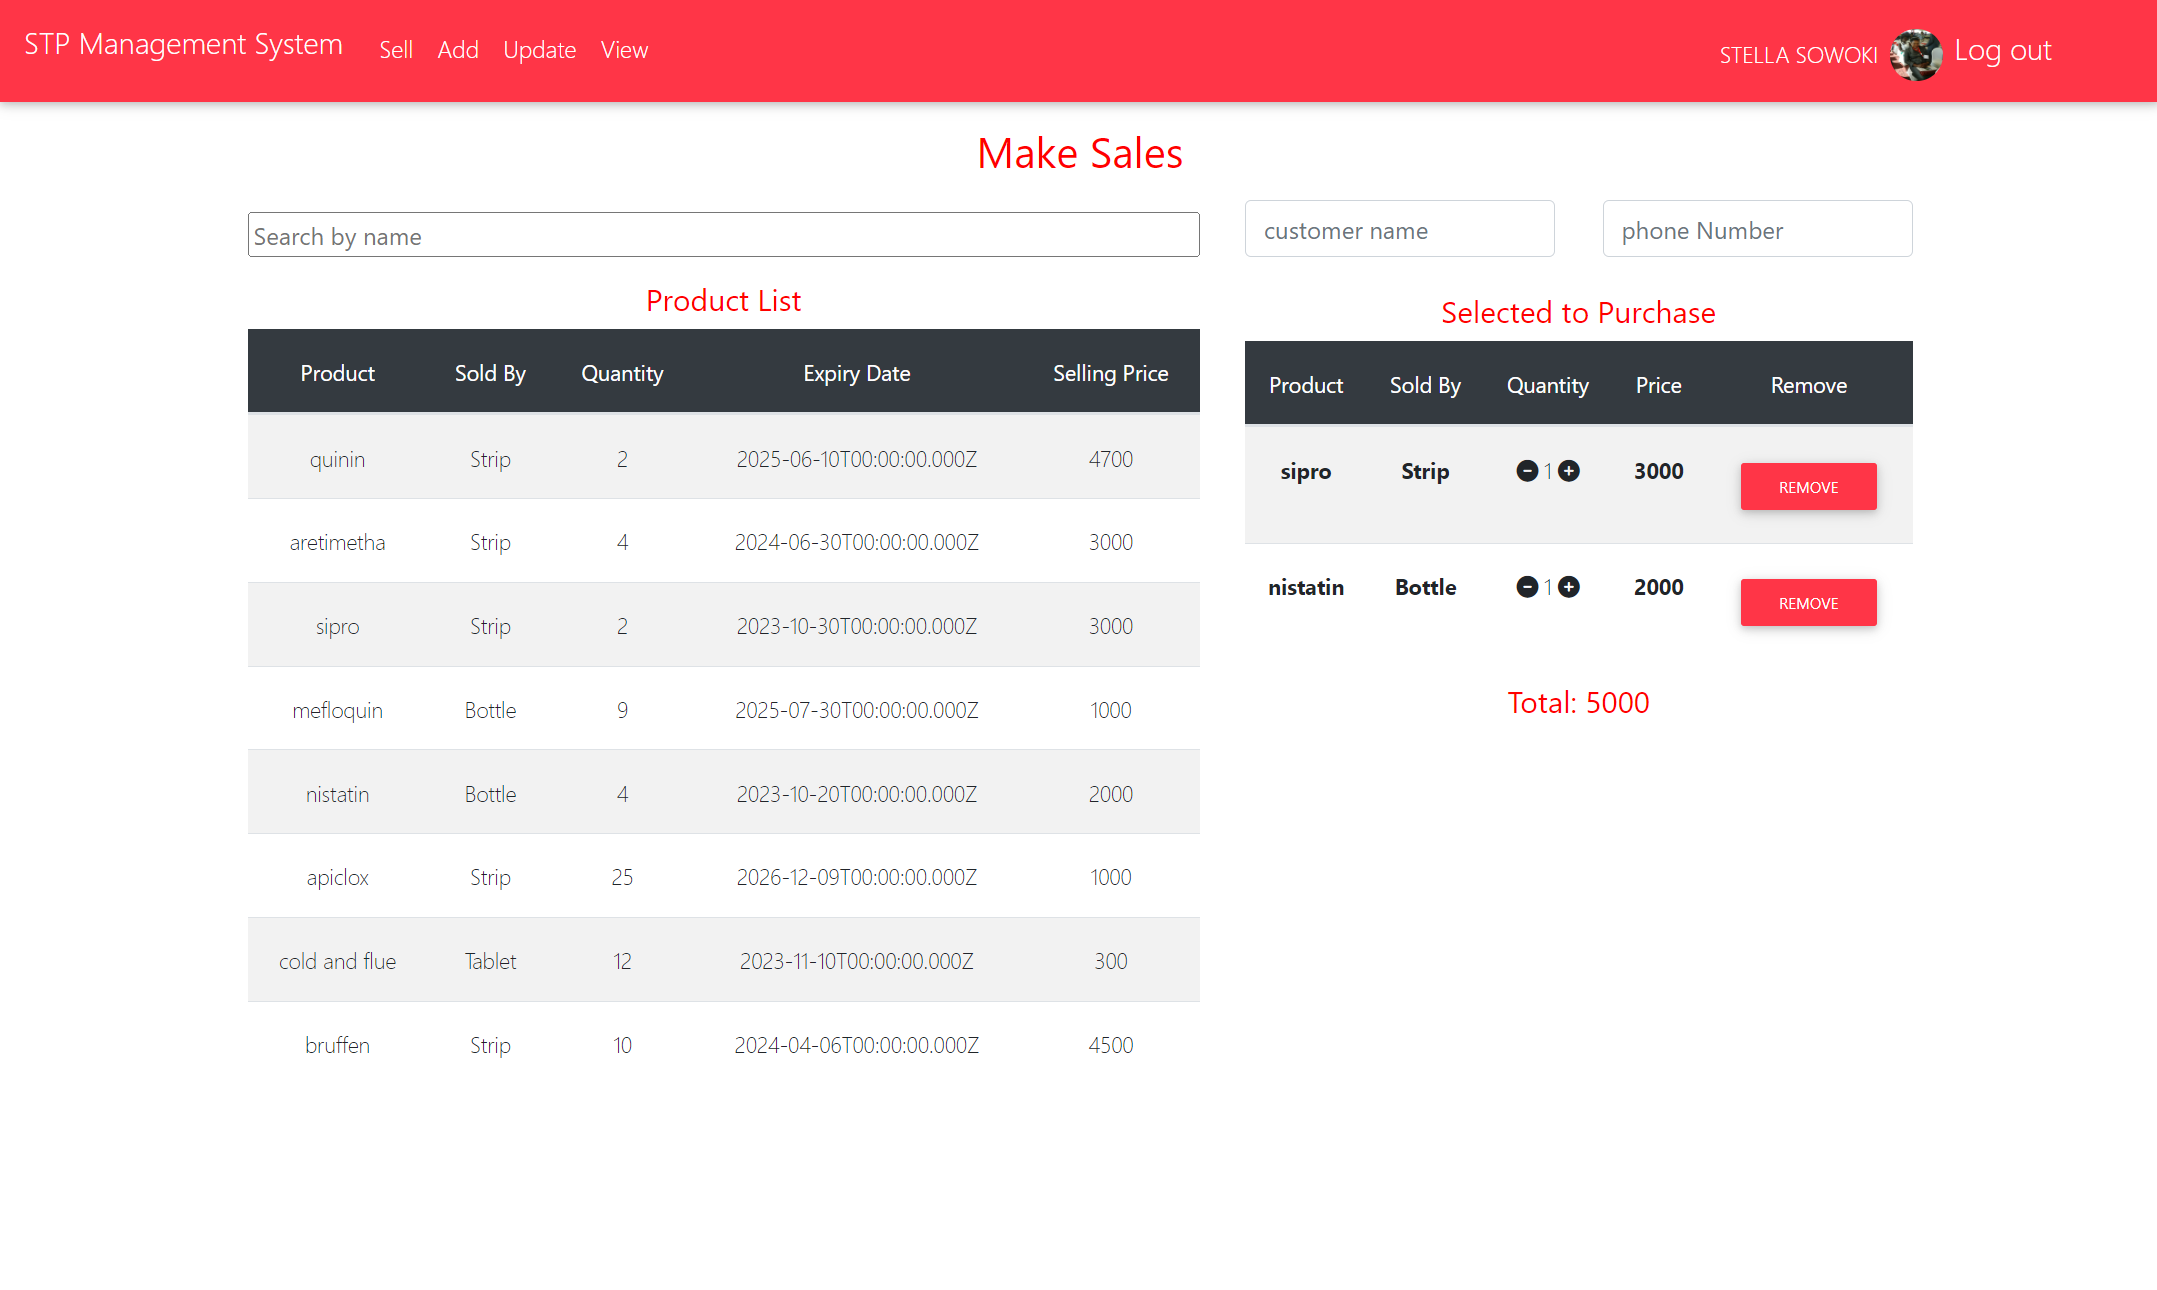 STP Management System Sell Add Update View STELLA SOWOKI Log out
Make Sales
Search by name
customer name phone Number
Product List
Product Sold By Quantity Expiry Date Selling Price
quinin Strip 2 2025-06-10T00:00:00.000Z 4700
aretimetha Strip 4 2024-06-30T00:00:00.000Z 3000
sipro Strip 2 2023-10-30T00:00:00.000Z 3000
mefloquin Bottle 9 2025-07-30T00:00:00.000Z 1000
nistatin Bottle 4 2023-10-20T00:00:00.000Z 2000
apiclox Strip 25 2026-12-09T00:00:00.000Z 1000
cold and flue Tablet 12 2023-11-10T00:00:00.000Z 300
bruffen Strip 10 2024-04-06T00:00:00.000Z 4500
Selected to Purchase
Product Sold By Quantity Price Remove
sipro Strip 1 3000 REMOVE
nistatin Bottle 1 2000 REMOVE
Total: 5000